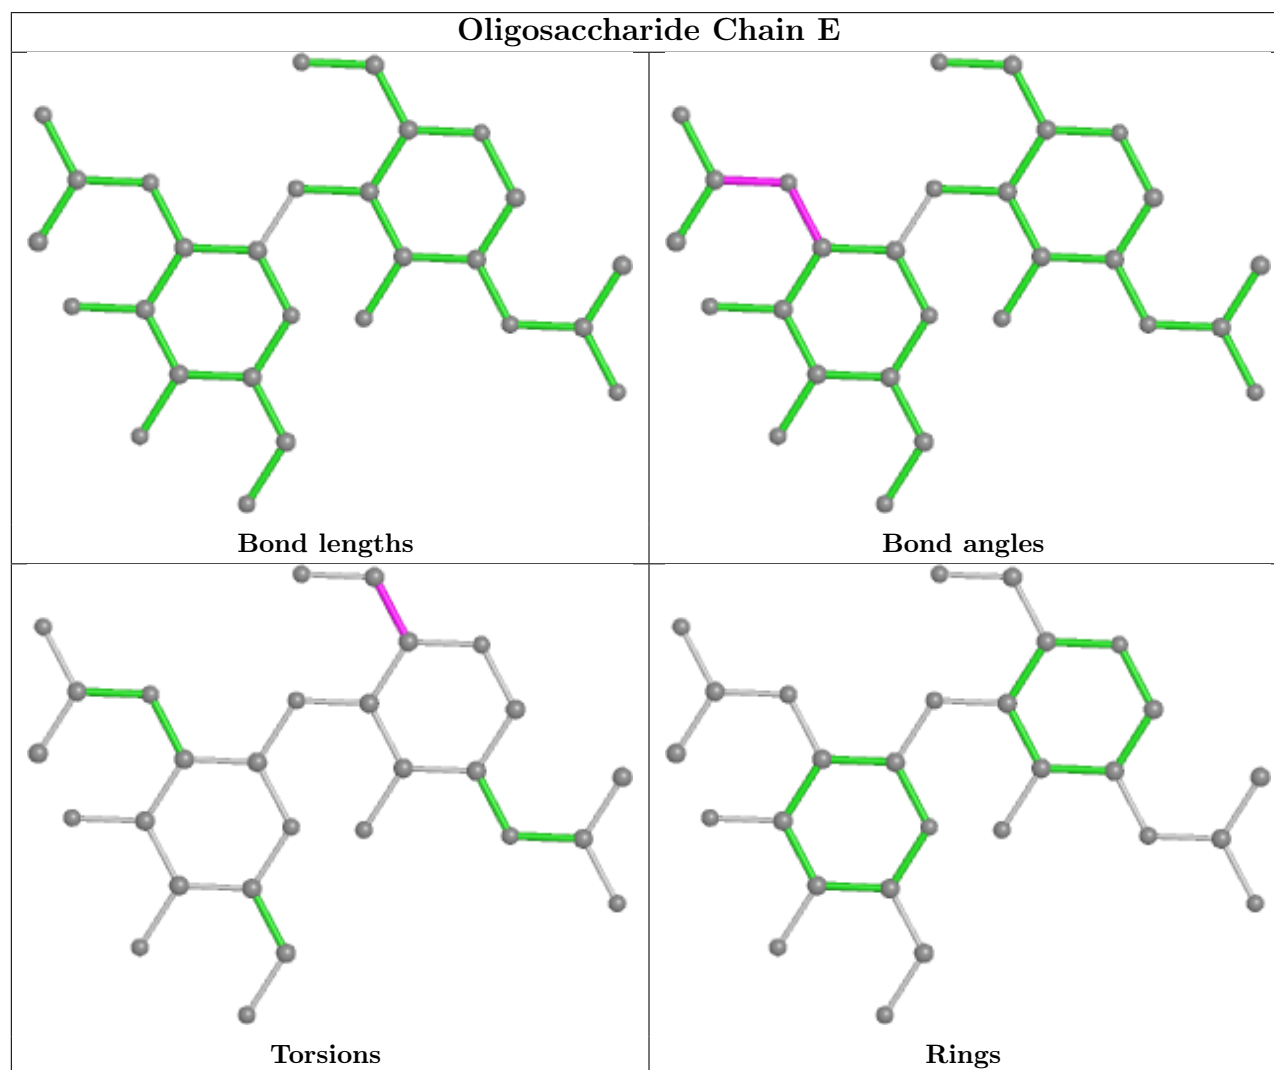 Oligosaccharide Chain E
Bond lengths
Bond angles
Torsions
Rings